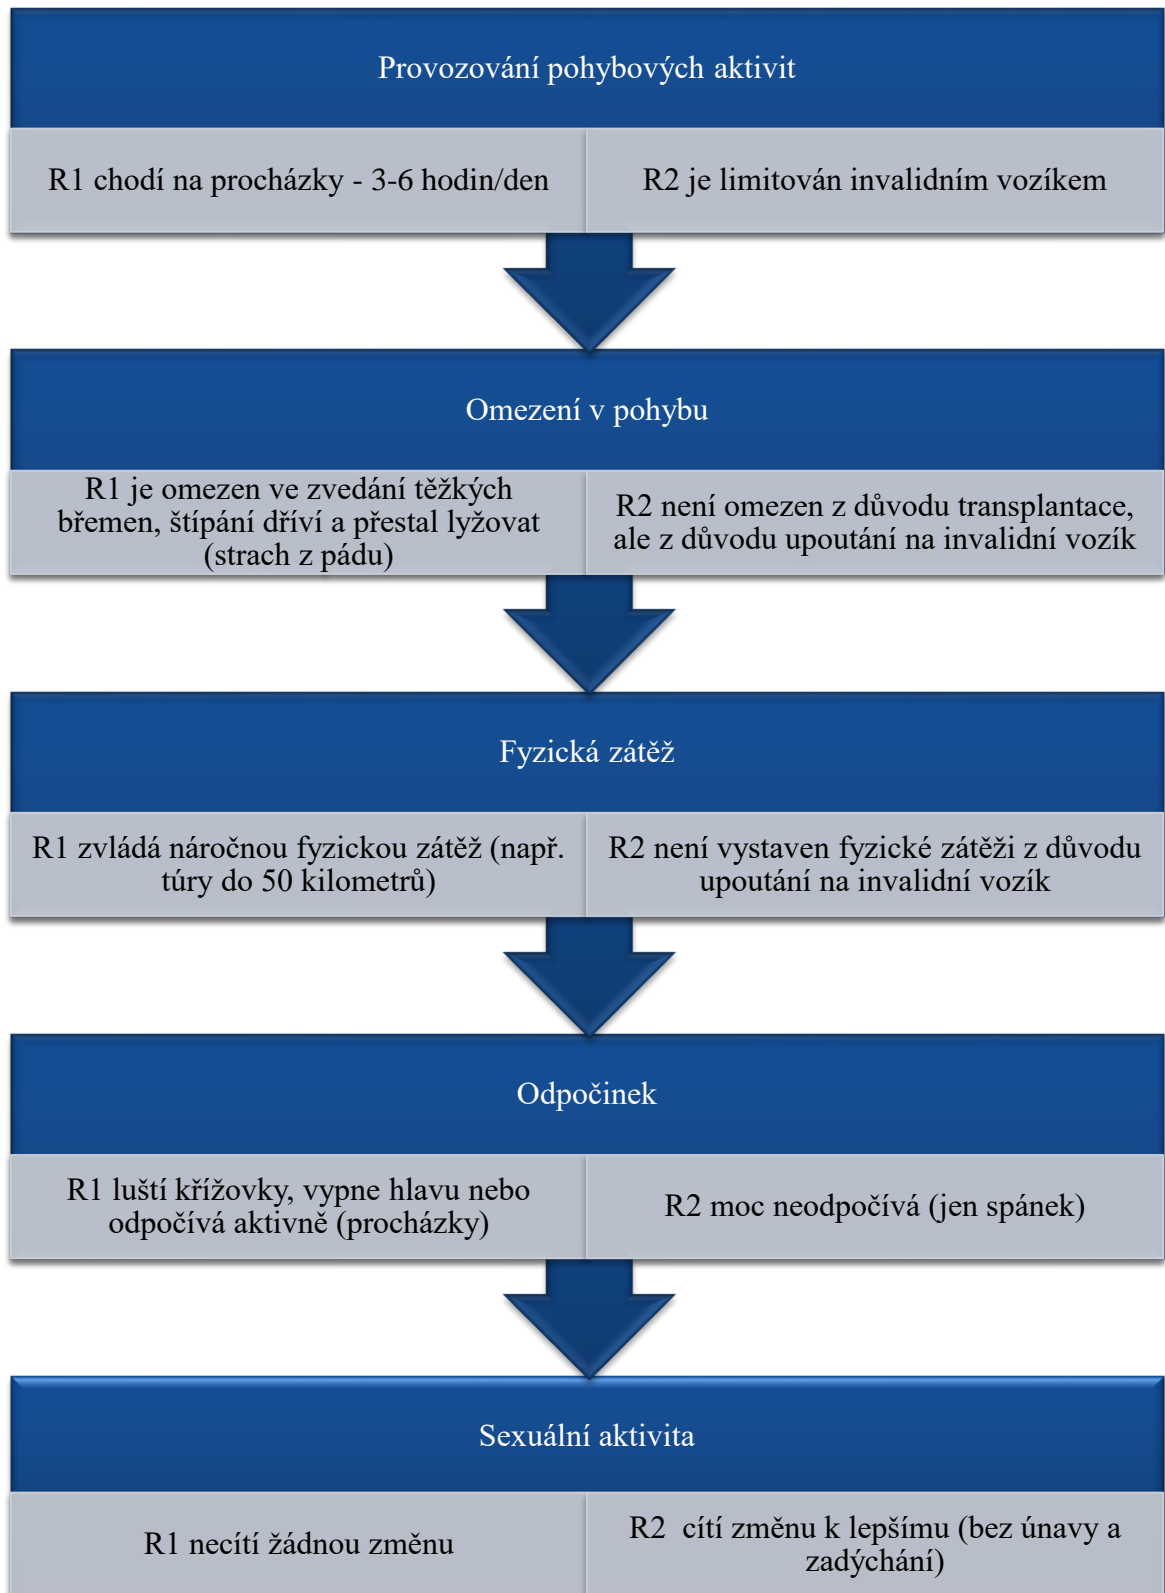 Provozování pohybových aktivit
R1 chodí na procházky - 3-6 hodin/den
R2 je limitován invalidním vozíkem
Omezení v pohybu
R1 je omezen ve zvedání těžkých
břemen, štípání dříví a přestal lyžovat
(strach z pádu)
R2 není omezen z důvodu transplantace,
ale z důvodu upoutání na invalidní vozík
Fyzická zátěž
R1 zvládá náročnou fyzickou zátěž (např.
túry do 50 kilometrů)
R2 není vystaven fyzické zátěži z důvodu
upoutání na invalidní vozík
Odpočinek
R1 luští křížovky, vypne hlavu nebo
odpočívá aktivně (procházky)
R2 moc neodpočívá (jen spánek)
Sexuální aktivita
R1 necítí žádnou změnu
R2 cítí změnu k lepšímu (bez únavy a
zadýchání)